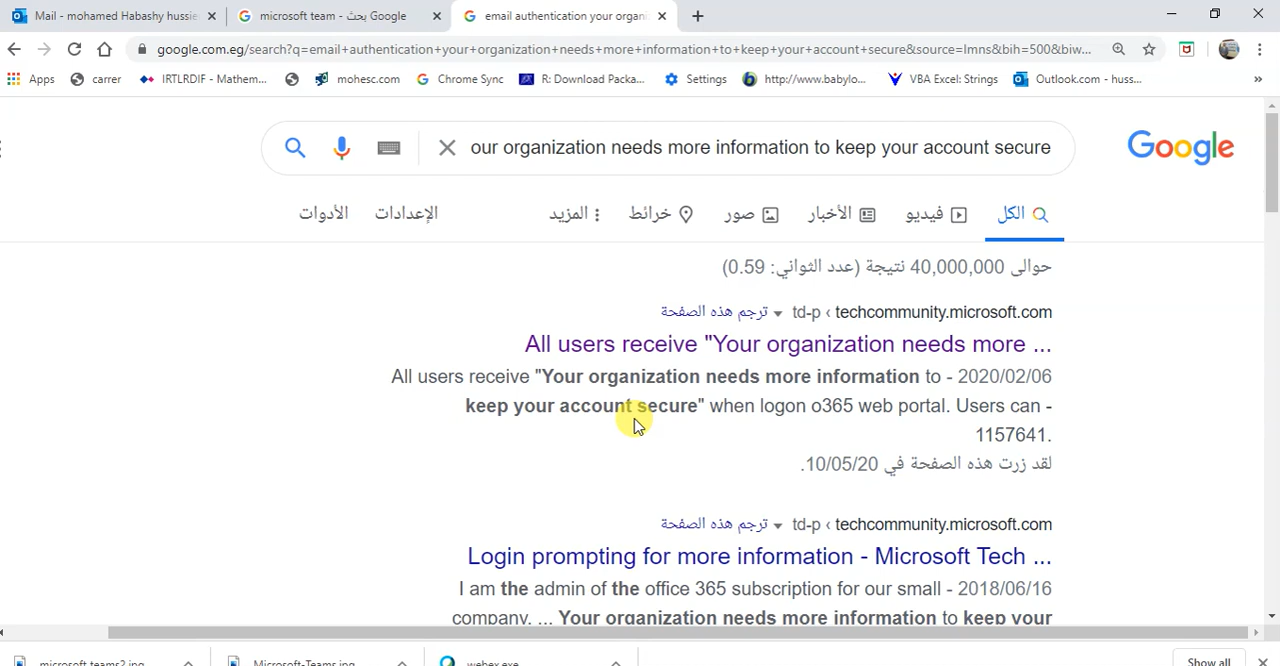 Mail - mohamed Habashy hussie
microsoft team - بحث Google
email authentication your organi
google.com.eg/search?q=email+authentication+your+organization+needs+more+information+to+keep+your+account+secure&source=lmns&bih=500&biw...
Apps
carrer
IRTLRDIF - Mathem...
mohesc.com
Chrome Sync
R: Download Packa...
Settings
http://www.babylo...
VBA Excel: Strings
Outlook.com - huss...
»
our organization needs more information to keep your account secure
Google
الكل
فيديو
الأخبار
صور
خرائط
المزيد
الإعدادات
الأدوات
حوالى 40,000,000 نتيجة (عدد الثواني: 0.59)
techcommunity.microsoft.com › td-p ترجم هذه الصفحة
All users receive "Your organization needs more ...
All users receive "Your organization needs more information to - 2020/02/06
keep your account secure" when logon o365 web portal. Users can -
1157641.
لقد زرت هذه الصفحة في 10/05/20.
techcommunity.microsoft.com › td-p ترجم هذه الصفحة
Login prompting for more information - Microsoft Tech ...
I am the admin of the office 365 subscription for our small - 2018/06/16
company. ... Your organization needs more information to keep your
microsoft teams2.jpg
Microsoft-Teams.jpg
webex.exe
Show all